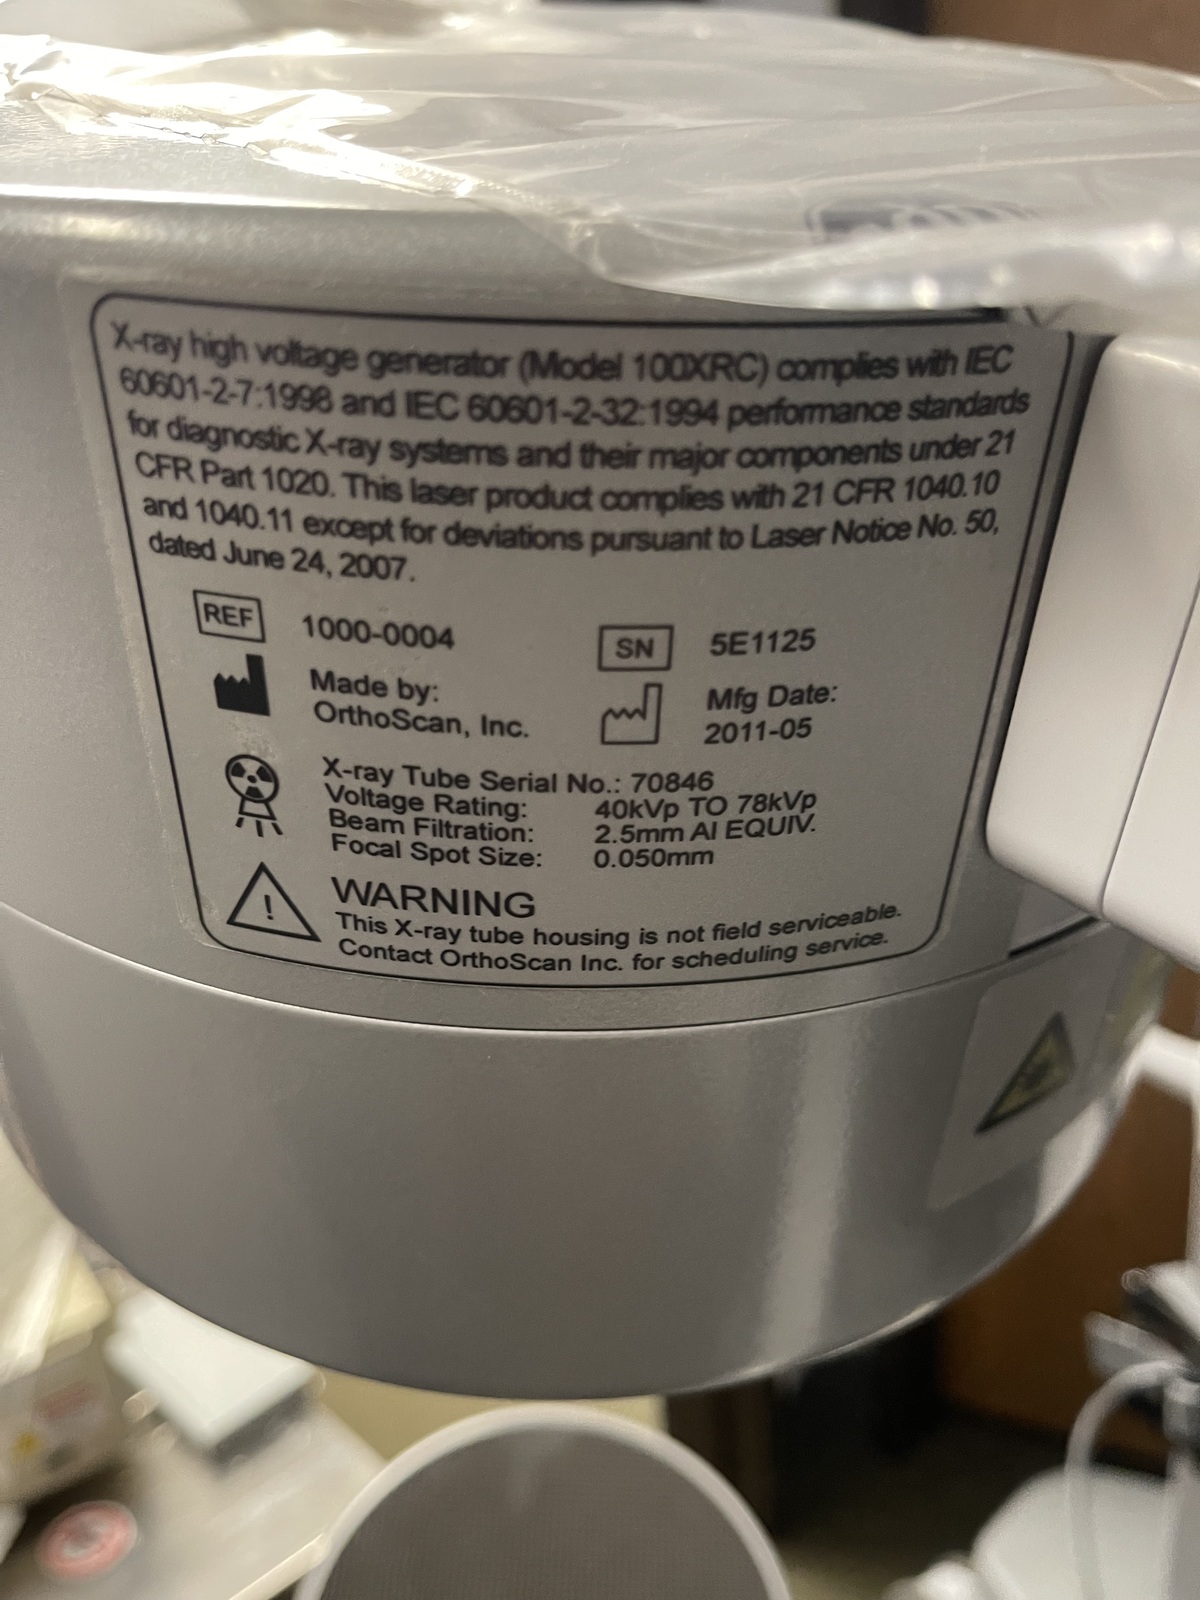 X-ray high voltage generator (Model 100XRC) complies with IEC
60601-2-7:1998 and IEC 60601-2-32:1994 performance standards
for diagnostic X-ray systems and their major components under 21
CFR Part 1020. This laser product complies with 21 CFR 1040.10
and 1040.11 except for deviations pursuant to Laser Notice No. 50,
dated June 24, 2007.
REF 1000-0004
SN 5E1125
Made by:
OrthoScan, Inc.
Mfg Date:
2011-05
X-ray Tube Serial No.: 70846
Voltage Rating: 40kVp TO 78kVp
Beam Filtration: 2.5mm Al EQUIV.
Focal Spot Size: 0.050mm
! WARNING
This X-ray tube housing is not field serviceable.
Contact OrthoScan Inc. for scheduling service.